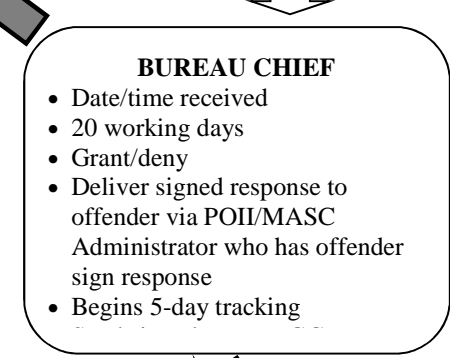 BUREAU CHIEF
• Date/time received
• 20 working days
• Grant/deny
• Deliver signed response to
offender via POII/MASC
Administrator who has offender
sign response
• Begins 5-day tracking